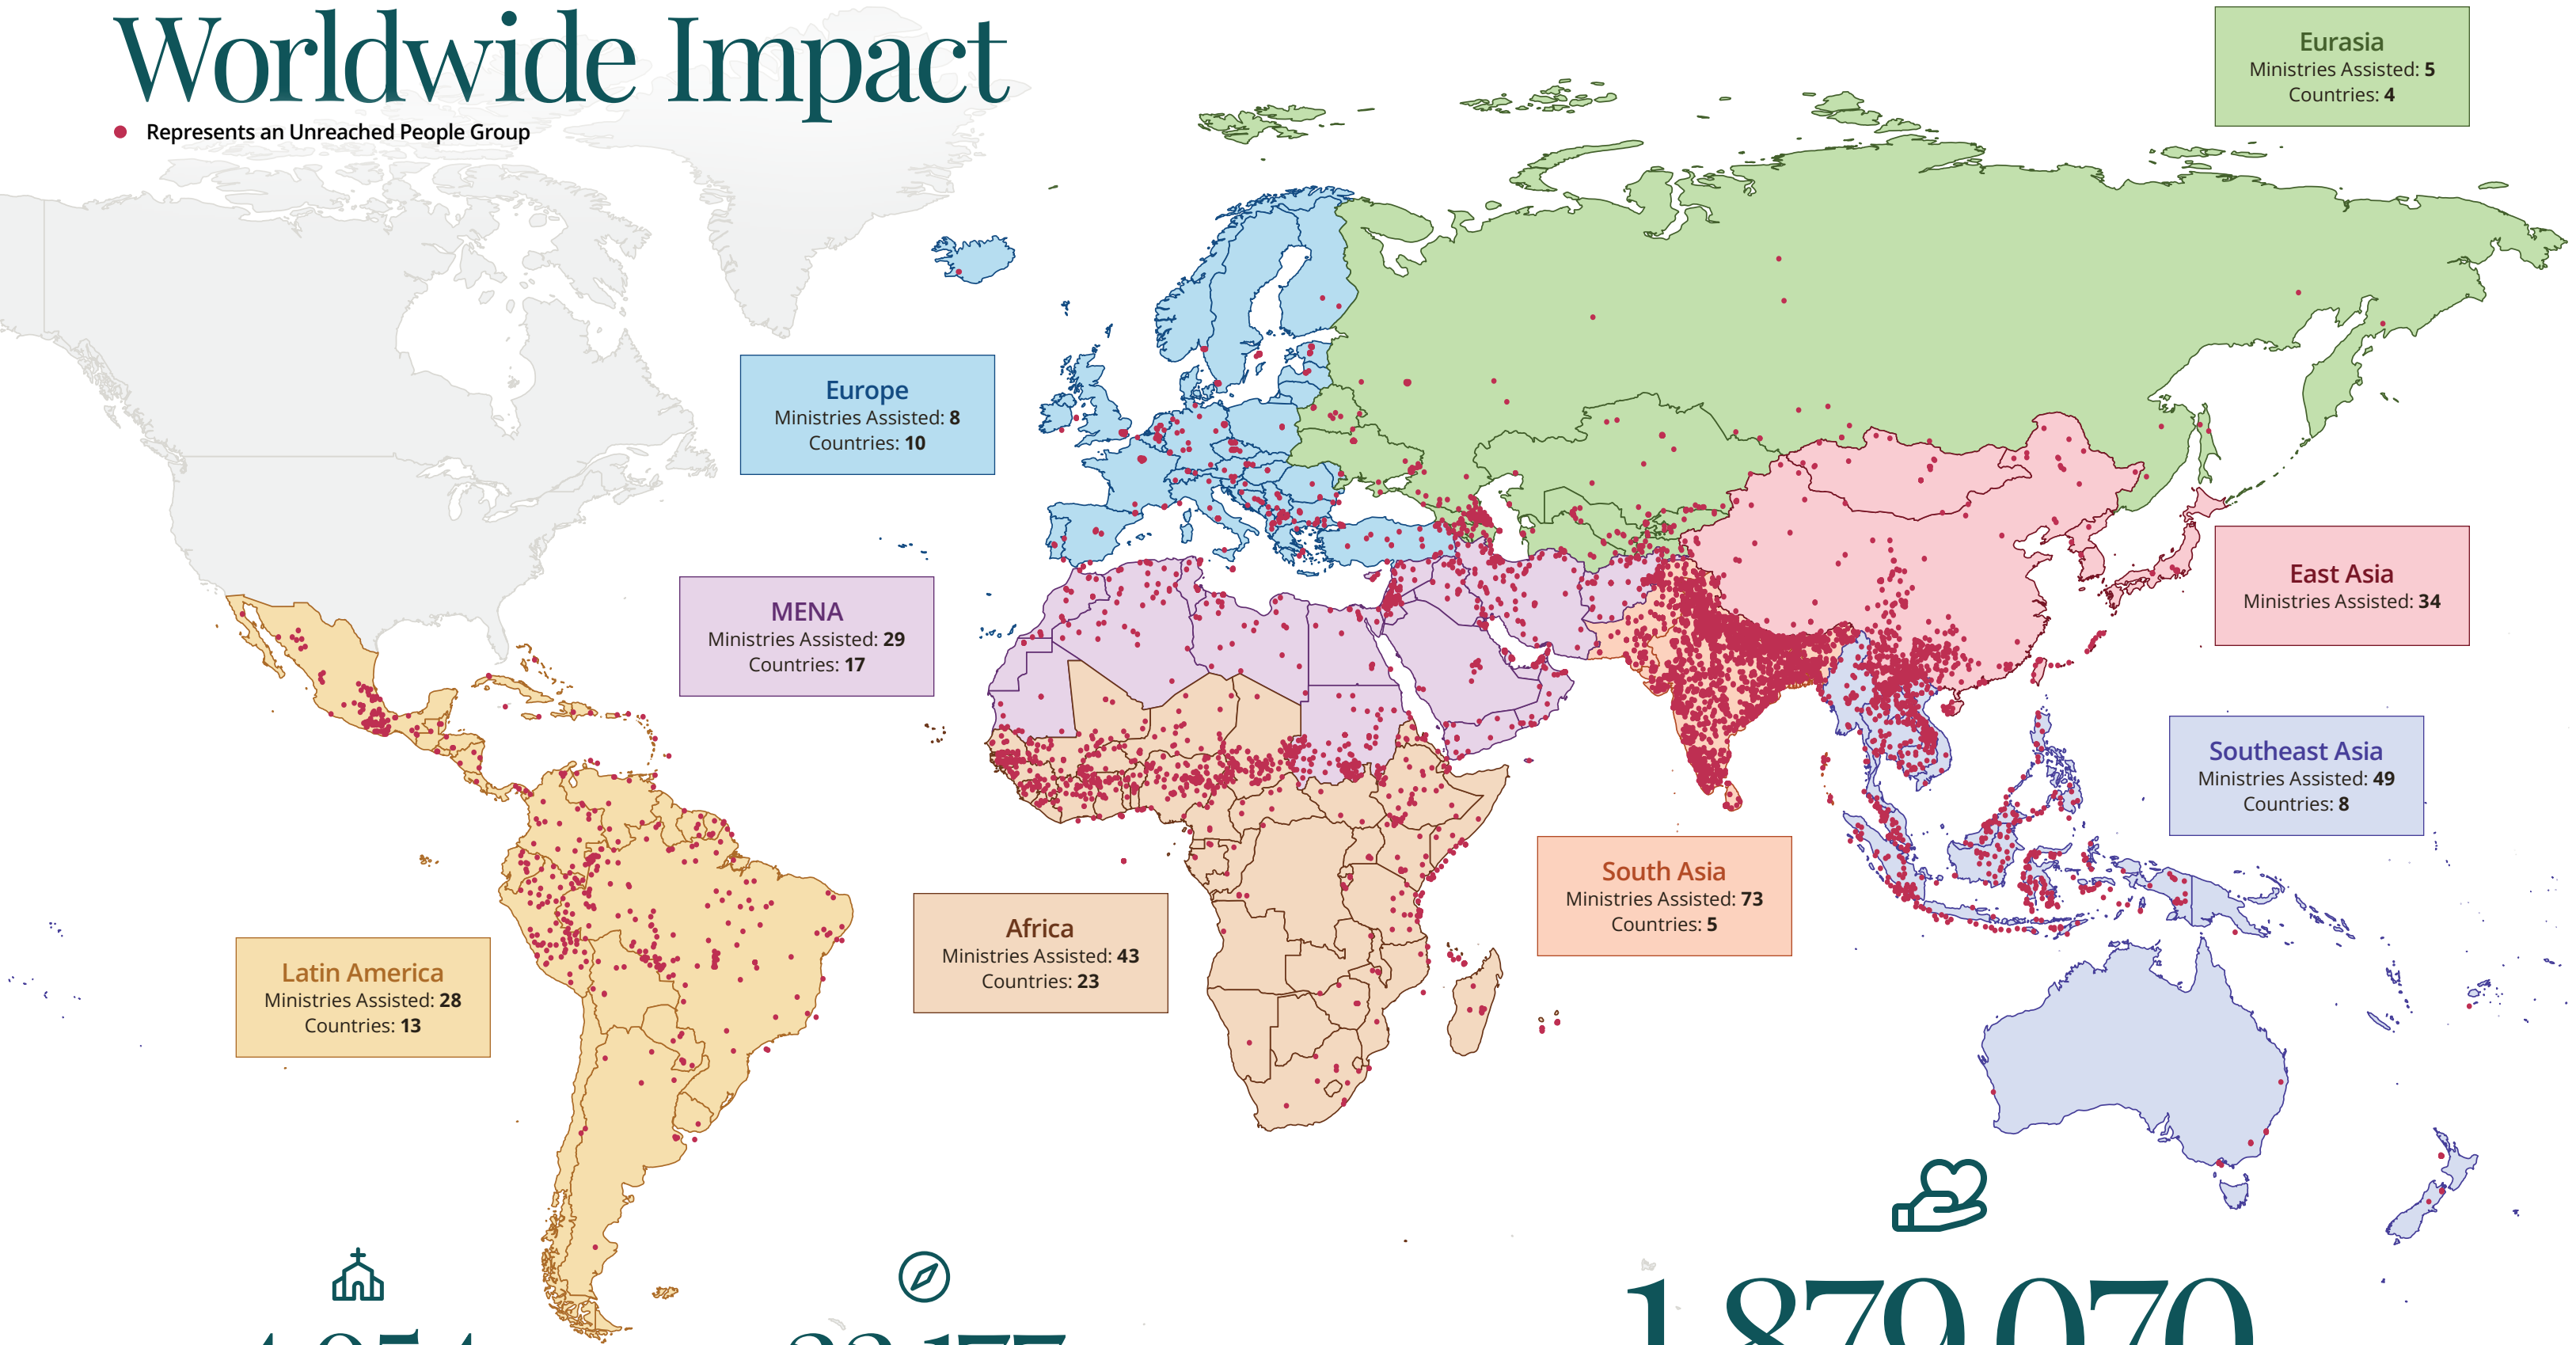 Worldwide Impact
Represents an Unreached People Group
Eurasia
Ministries Assisted: 5
Countries: 4
Europe
Ministries Assisted: 8
Countries: 10
East Asia
Ministries Assisted: 34
MENA
Ministries Assisted: 29
Countries: 17
Southeast Asia
Ministries Assisted: 49
Countries: 8
South Asia
Ministries Assisted: 73
Countries: 5
Africa
Ministries Assisted: 43
Countries: 23
Latin America
Ministries Assisted: 28
Countries: 13
1,879,070